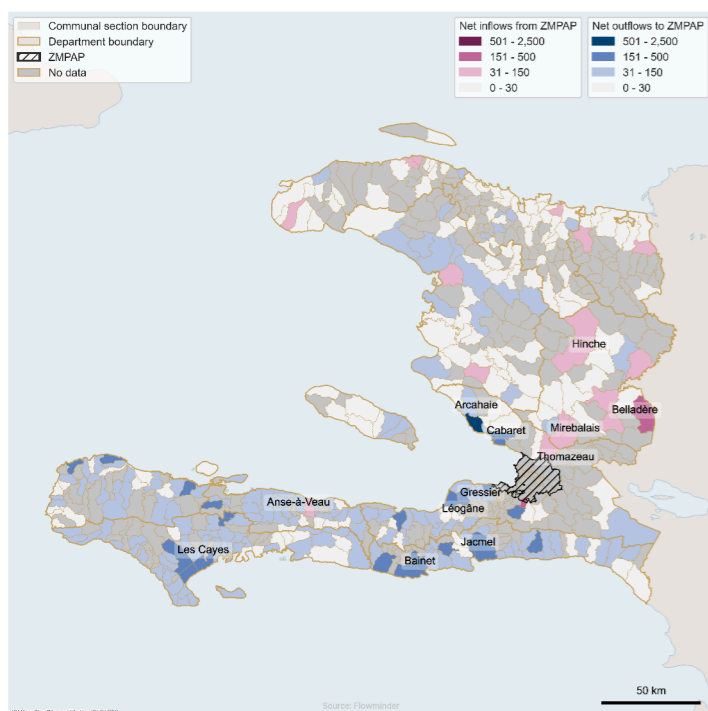 Communal section boundary
Department boundary
ZMPAP
No data
Net inflows from ZMPAP
501 - 2,500
151 - 500
31 - 150
0 - 30
Net outflows to ZMPAP
501 - 2,500
151 - 500
31 - 150
0 - 30
Hinche
Arcahaie
Belladère
Cabaret
Mirebalais
Thomazeau
Gressier
Anse-à-Veau
Léogâne
Jacmel
Les Cayes
Bainet
50 km
Source: Flowminder